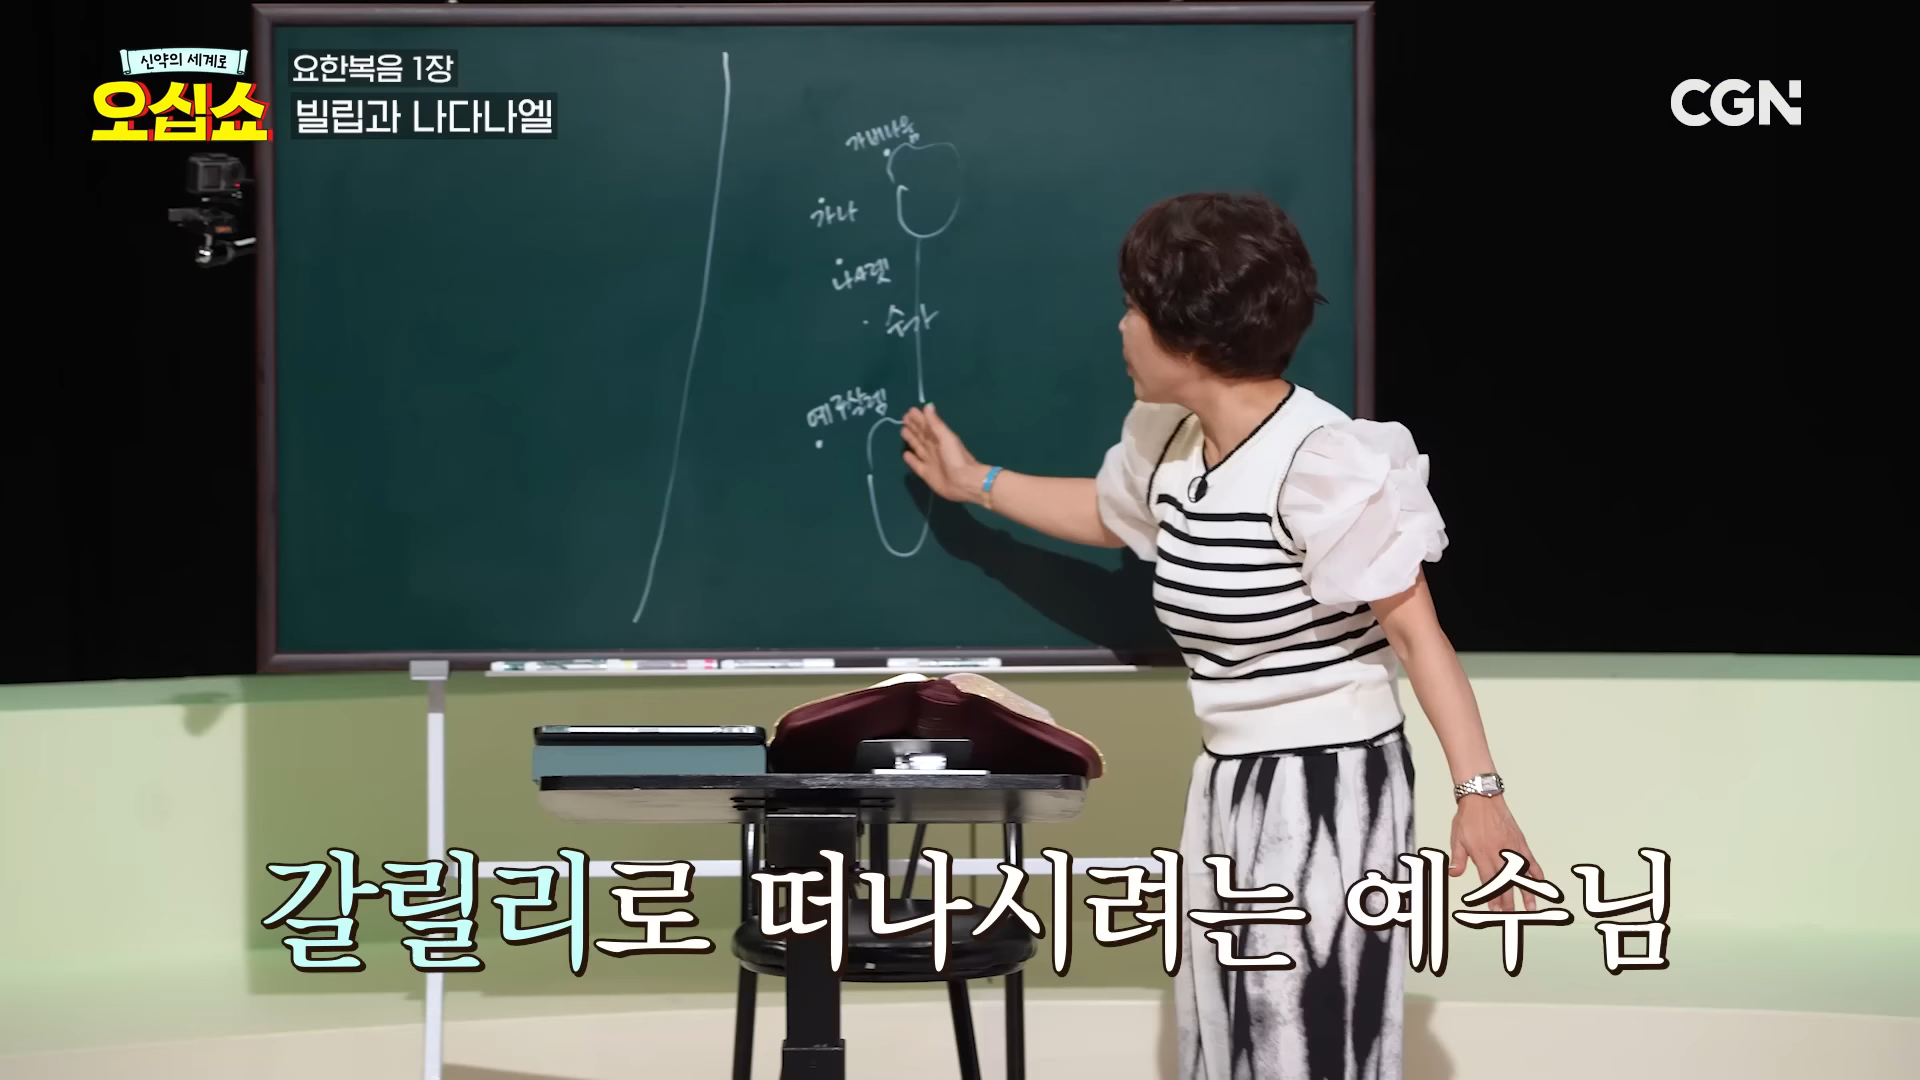 신약의 세계로
오십쇼
요한복음 1장
빌립과 나다나엘
CGN
가버나움
가나
나사렛
수가
예루살렘
갈릴리로 떠나시려는 예수님